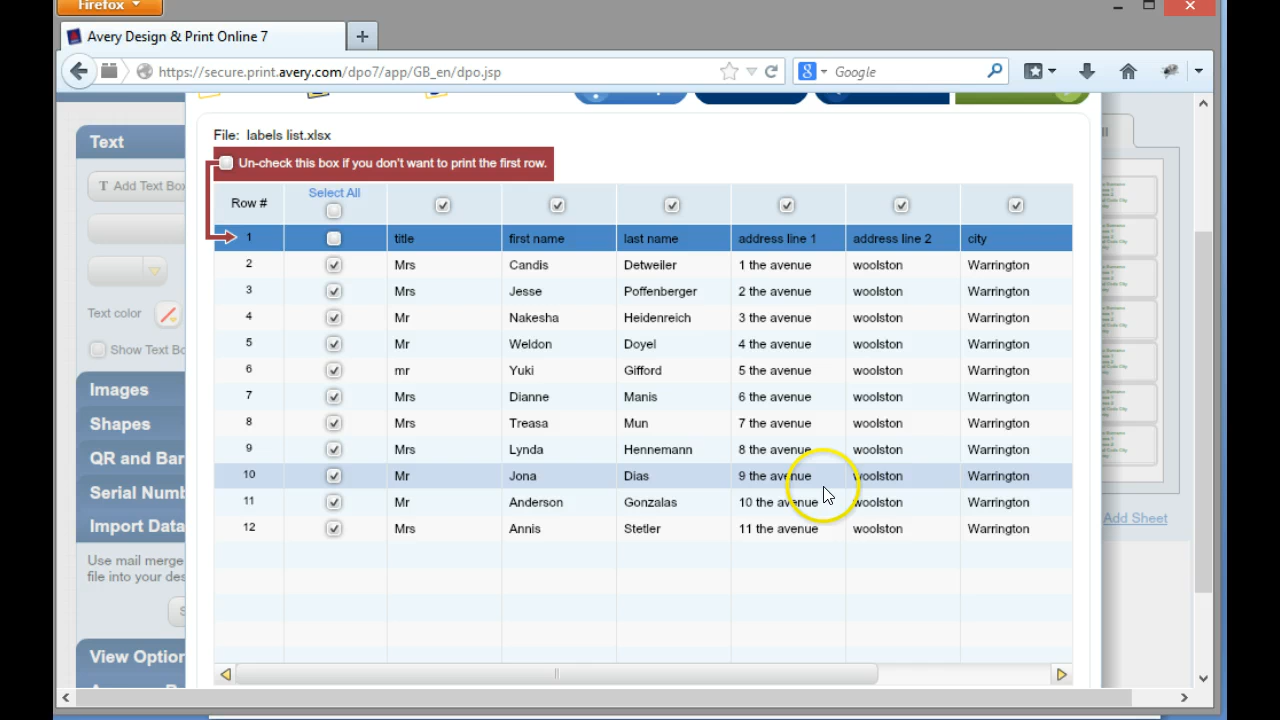 Firefox
Avery Design & Print Online 7
https://secure.print.avery.com/dpo7/app/GB_en/dpo.jsp
Google
File: labels list.xlsx
Text
Un-check this box if you don't want to print the first row.
T Add Text Bo
Row #
Select All
1 title first name last name address line 1 address line 2 city
2 Mrs Candis Detweiler 1 the avenue woolston Warrington
3 Mrs Jesse Poffenberger 2 the avenue woolston Warrington
Text color
4 Mr Nakesha Heidenreich 3 the avenue woolston Warrington
Show Text Bo
5 Mr Weldon Doyel 4 the avenue woolston Warrington
6 mr Yuki Gifford 5 the avenue woolston Warrington
Images
7 Mrs Dianne Manis 6 the avenue woolston Warrington
Shapes
8 Mrs Treasa Mun 7 the avenue woolston Warrington
QR and Bar
9 Mrs Lynda Hennemann 8 the avenue woolston Warrington
10 Mr Jona Dias 9 the avenue woolston Warrington
Serial Numb
11 Mr Anderson Gonzalas 10 the avenue woolston Warrington
Import Data
12 Mrs Annis Stetler 11 the avenue woolston Warrington
Add Sheet
Use mail merge
file into your des
View Option